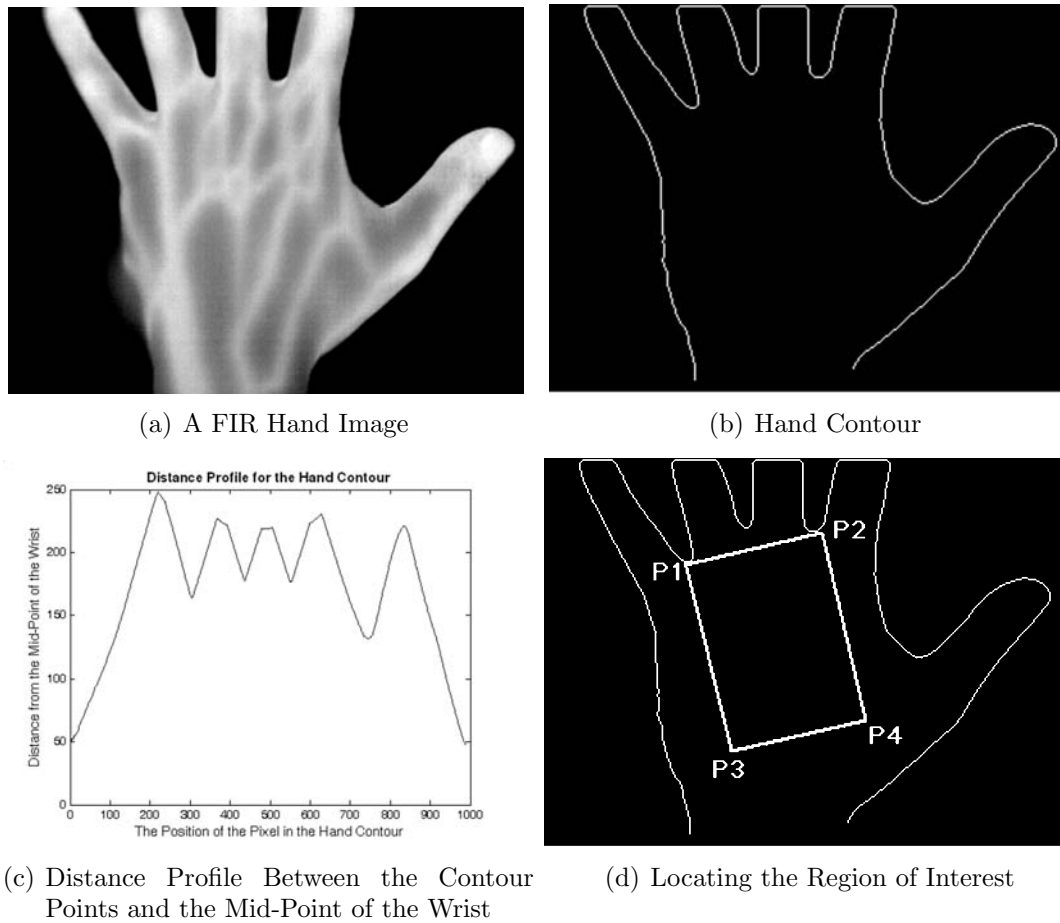 (a) A FIR Hand Image
(b) Hand Contour
Distance Profile for the Hand Contour
250
200
150
100
50
0
0 100 200 300 400 500 600 700 800 900 1000
Distance from the Mid-Point of the Wrist
The Position of the Pixel in the Hand Contour
P1
P2
P3
P4
(c) Distance Profile Between the Contour
Points and the Mid-Point of the Wrist
(d) Locating the Region of Interest